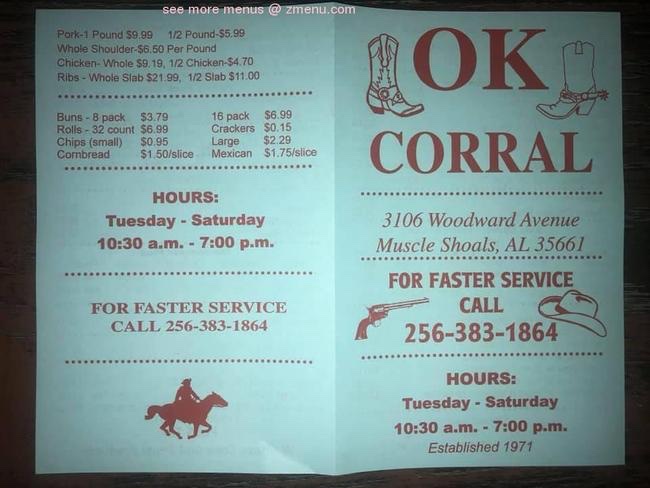 see more menus @ zmenu.com
Pork-1 Pound $9.99 1/2 Pound-$5.99
Whole Shoulder-$6.50 Per Pound
Chicken- Whole $9.19, 1/2 Chicken-$4.70
Ribs - Whole Slab $21.99, 1/2 Slab $11.00
Buns - 8 pack $3.79 16 pack $6.99
Rolls - 32 count $6.99 Crackers $0.15
Chips (small) $0.95 Large $2.29
Cornbread $1.50/slice Mexican $1.75/slice
HOURS:
Tuesday - Saturday
10:30 a.m. - 7:00 p.m.
FOR FASTER SERVICE
CALL 256-383-1864
OK
CORRAL
3106 Woodward Avenue
Muscle Shoals, AL 35661
FOR FASTER SERVICE
CALL
256-383-1864
HOURS:
Tuesday - Saturday
10:30 a.m. - 7:00 p.m.
Established 1971